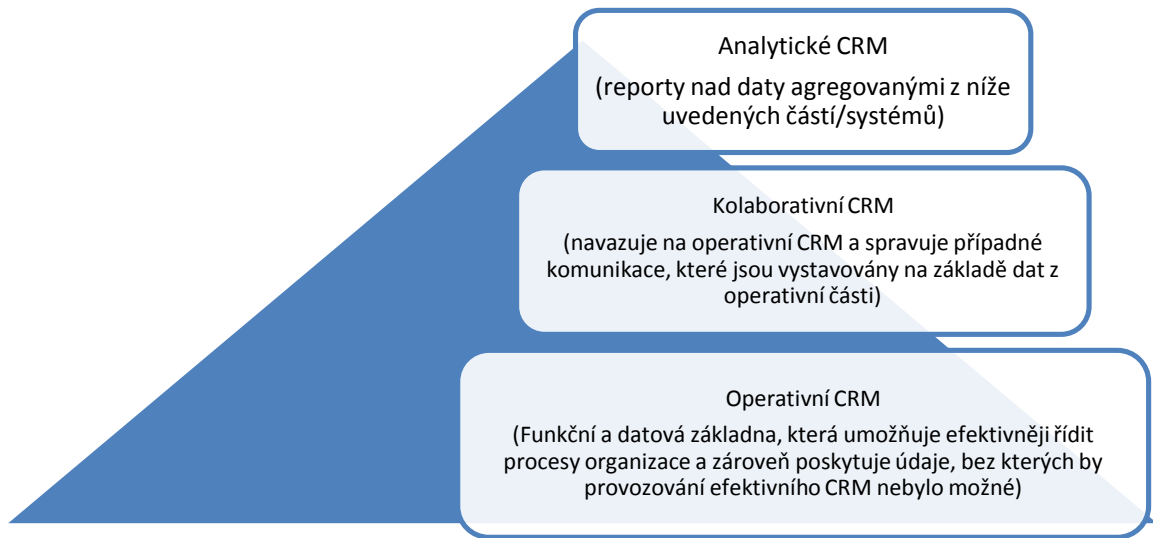 Analytické CRM
(reporty nad daty agregovanými z níže
uvedených částí/systémů)
Kolaborativní CRM
(navazuje na operativní CRM a spravuje případné
komunikace, které jsou vystavovány na základě dat z
operativní části)
Operativní CRM
(Funkční a datová základna, která umožňuje efektivněji řídit
procesy organizace a zároveň poskytuje údaje, bez kterých by
provozování efektivního CRM nebylo možné)